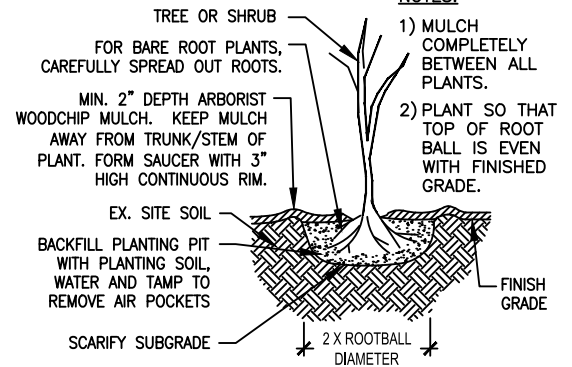 NOTES:
TREE OR SHRUB
FOR BARE ROOT PLANTS,
CAREFULLY SPREAD OUT ROOTS.
MIN. 2" DEPTH ARBORIST
WOODCHIP MULCH. KEEP MULCH
AWAY FROM TRUNK/STEM OF
PLANT. FORM SAUCER WITH 3"
HIGH CONTINUOUS RIM.
EX. SITE SOIL
BACKFILL PLANTING PIT
WITH PLANTING SOIL,
WATER AND TAMP TO
REMOVE AIR POCKETS
SCARIFY SUBGRADE
1) MULCH
COMPLETELY
BETWEEN ALL
PLANTS.
2) PLANT SO THAT
TOP OF ROOT
BALL IS EVEN
WITH FINISHED
GRADE.
FINISH
GRADE
2 X ROOTBALL
DIAMETER